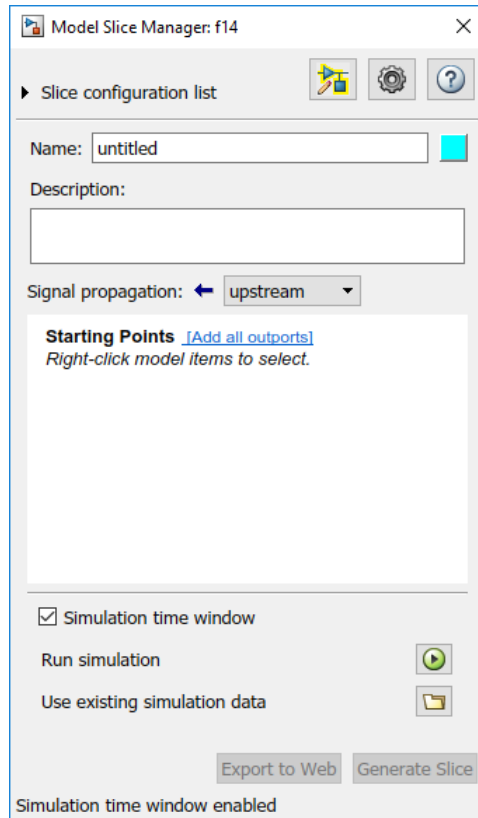 Model Slice Manager: f14
Slice configuration list
Name: untitled
Description:
Signal propagation: upstream
Starting Points [Add all outports]
Right-click model items to select.
Simulation time window
Run simulation
Use existing simulation data
Export to Web Generate Slice
Simulation time window enabled